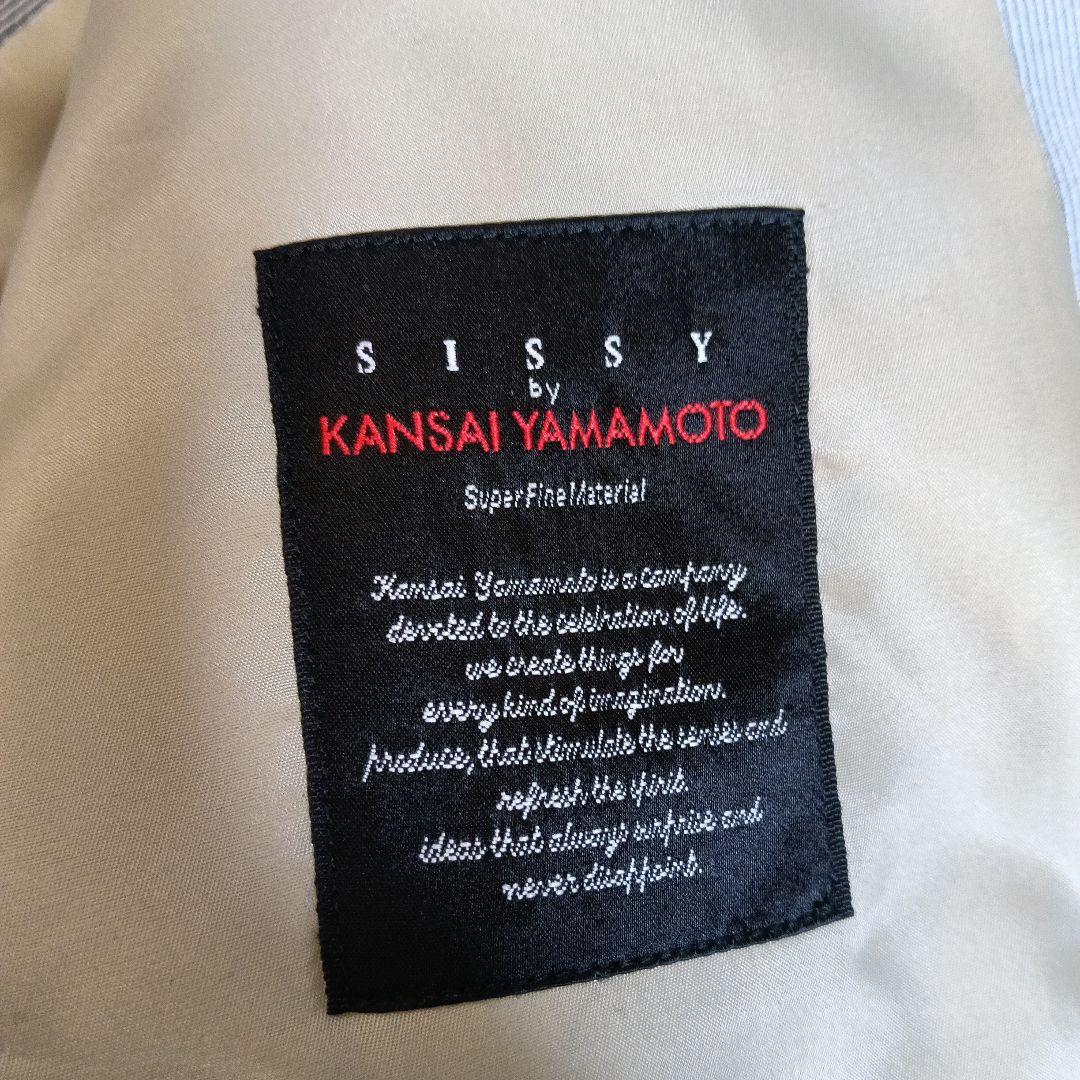 SISSY
by
KANSAI YAMAMOTO
Super Fine Material
Kansai Yamamoto is a company
devoted to the celebration of life.
we create things for
every kind of imagination.
produce, that stimulate the senses and
refresh the spirit.
ideas that always surprise and
never disappoint.